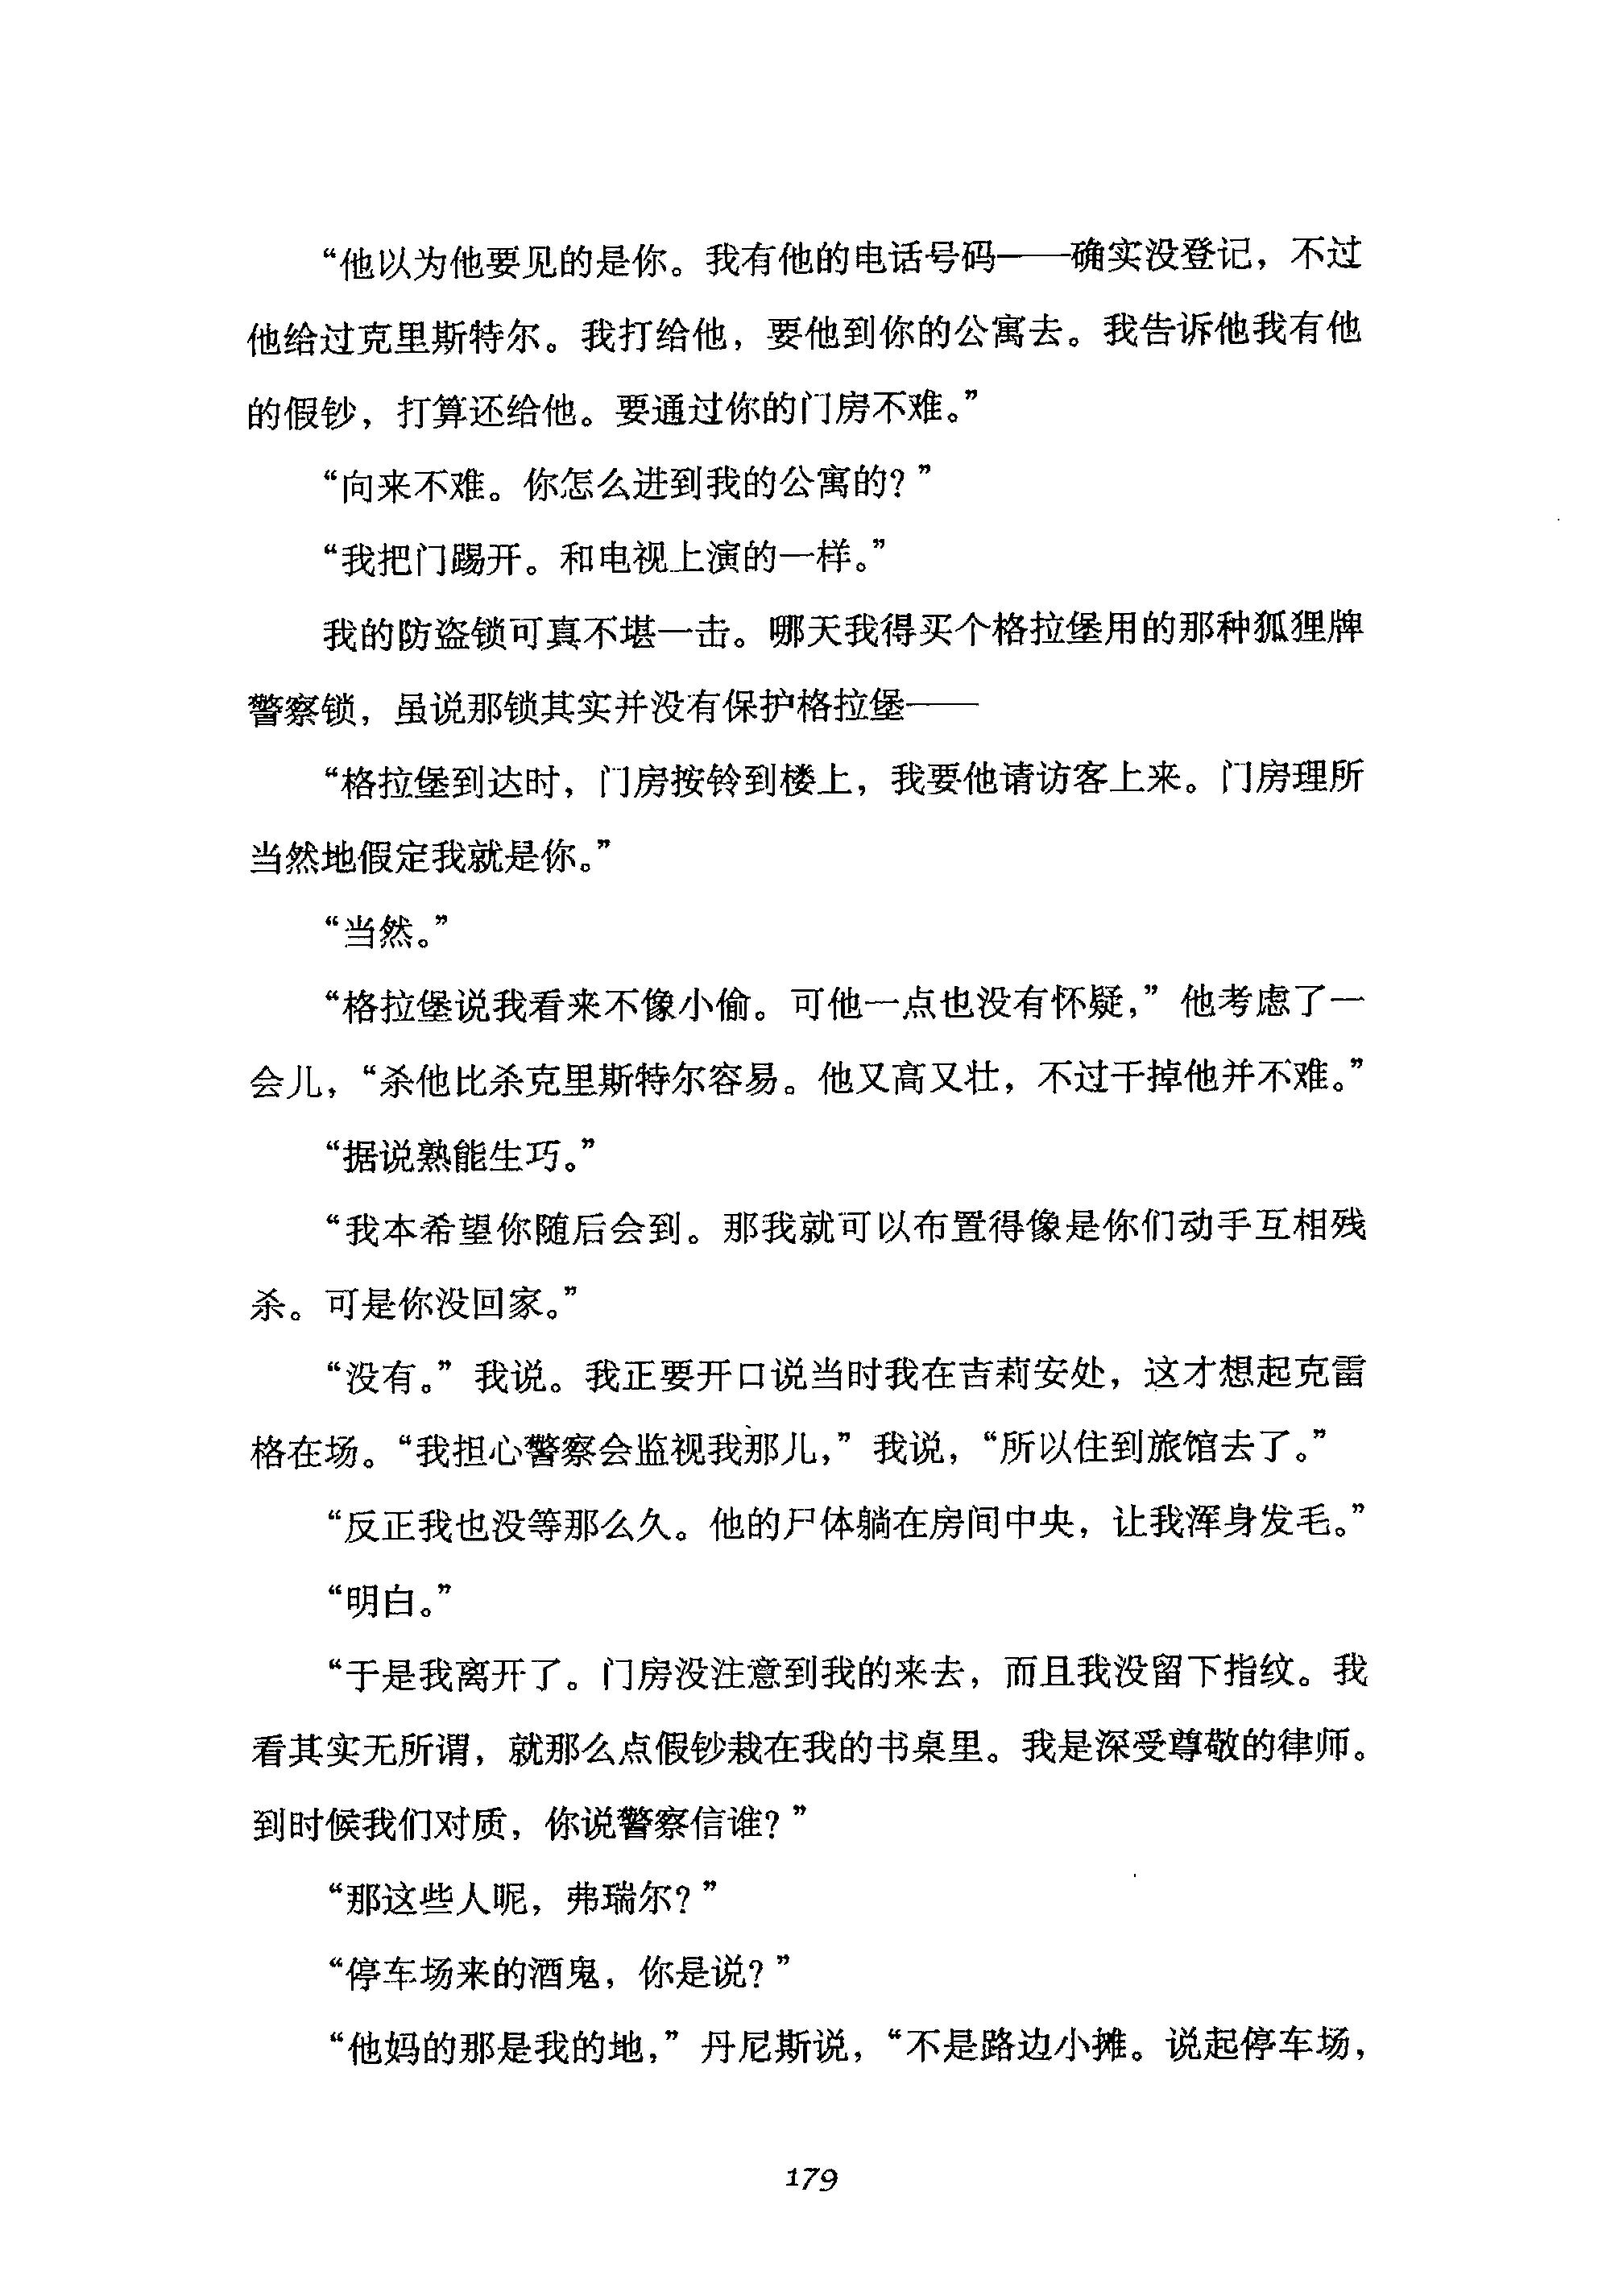 “他以为他要见的是你。我有他的电话号码——确实没登记，不过
他给过克里斯特尔。我打给他，要他到你的公寓去。我告诉他我有他
的假钞，打算还给他。要通过你的门房不难。”
“向来不难。你怎么进到我的公寓的？”
“我把门踢开。和电视上演的一样。”
我的防盗锁可真不堪一击。哪天我得买个格拉堡用的那种狐狸牌
警察锁，虽说那锁其实并没有保护格拉堡——
“格拉堡到达时，门房按铃到楼上，我要他请访客上来。门房理所
当然地假定我就是你。”
“当然。”
“格拉堡说我看来不像小偷。可他一点也没有怀疑，”他考虑了一
会儿，“杀他比杀克里斯特尔容易。他又高又壮，不过干掉他并不难。”
“据说熟能生巧。”
“我本希望你随后会到。那我就可以布置得像是你们动手互相残
杀。可是你没回家。”
“没有。”我说。我正要开口说当时我在吉莉安处，这才想起克雷
格在场。“我担心警察会监视我那儿，”我说，“所以住到旅馆去了。”
“反正我也没等那么久。他的尸体躺在房间中央，让我浑身发毛。”
“明白。”
“于是我离开了。门房没注意到我的来去，而且我没留下指纹。我
看其实无所谓，就那么点假钞栽在我的书桌里。我是深受尊敬的律师。
到时候我们对质，你说警察信谁？”
“那这些人呢，弗瑞尔？”
“停车场来的酒鬼，你是说？”
“他妈的那是我的地，”丹尼斯说，“不是路边小摊。说起停车场，
179